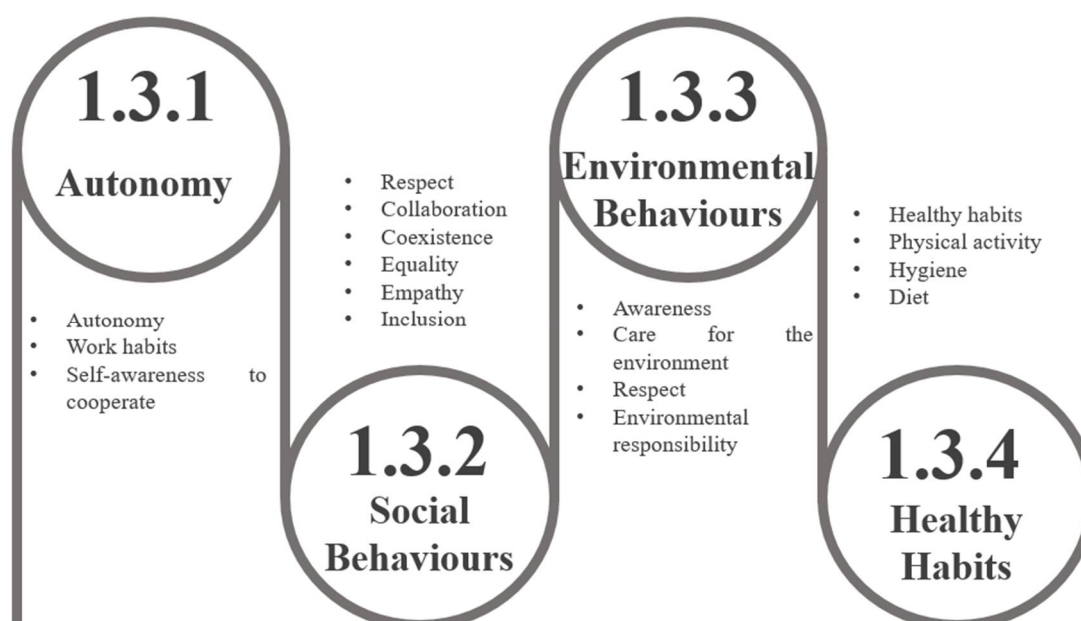 1.3.1
Autonomy
• Autonomy
• Work habits
• Self-awareness to
cooperate
• Respect
• Collaboration
• Coexistence
• Equality
• Empathy
• Inclusion
1.3.2
Social
Behaviours
1.3.3
Environmental
Behaviours
• Awareness
• Care for the
environment
• Respect
• Environmental
responsibility
• Healthy habits
• Physical activity
• Hygiene
• Diet
1.3.4
Healthy
Habits